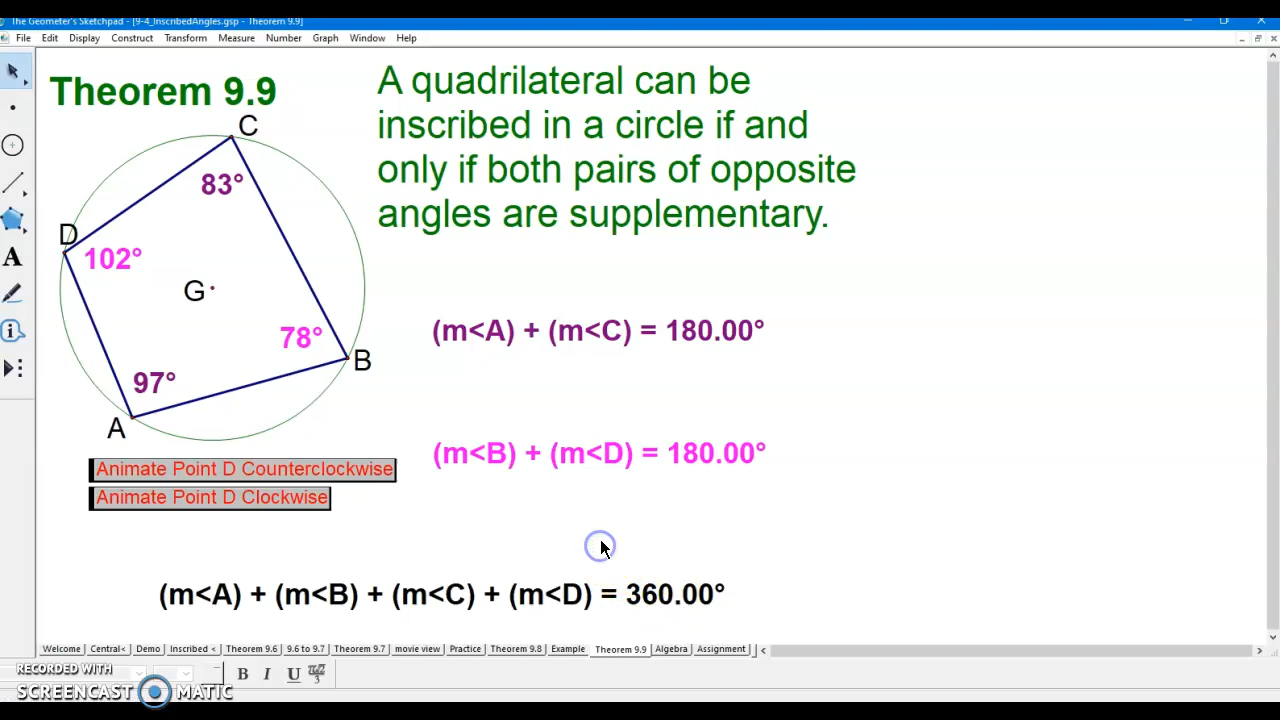 The Geometer's Sketchpad - [9-4_InscribedAngles.gsp - Theorem 9.9]
File Edit Display Construct Transform Measure Number Graph Window Help
Theorem 9.9
A quadrilateral can be
inscribed in a circle if and
only if both pairs of opposite
angles are supplementary.
C
83°
D
102°
G
78°
B
97°
A
(m<A) + (m<C) = 180.00°
(m<B) + (m<D) = 180.00°
Animate Point D Counterclockwise
Animate Point D Clockwise
(m<A) + (m<B) + (m<C) + (m<D) = 360.00°
Welcome Central< Demo Inscribed < Theorem 9.6 9.6 to 9.7 Theorem 9.7 movie view Practice Theorem 9.8 Example Theorem 9.9 Algebra Assignment
RECORDED WITH
SCREENCAST MATIC
B I U
A